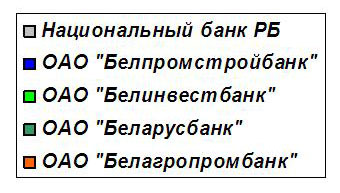 Национальный банк РБ
ОАО "Белпромстройбанк"
ОАО "Белинвестбанк"
ОАО "Беларусбанк"
ОАО "Белагропромбанк"